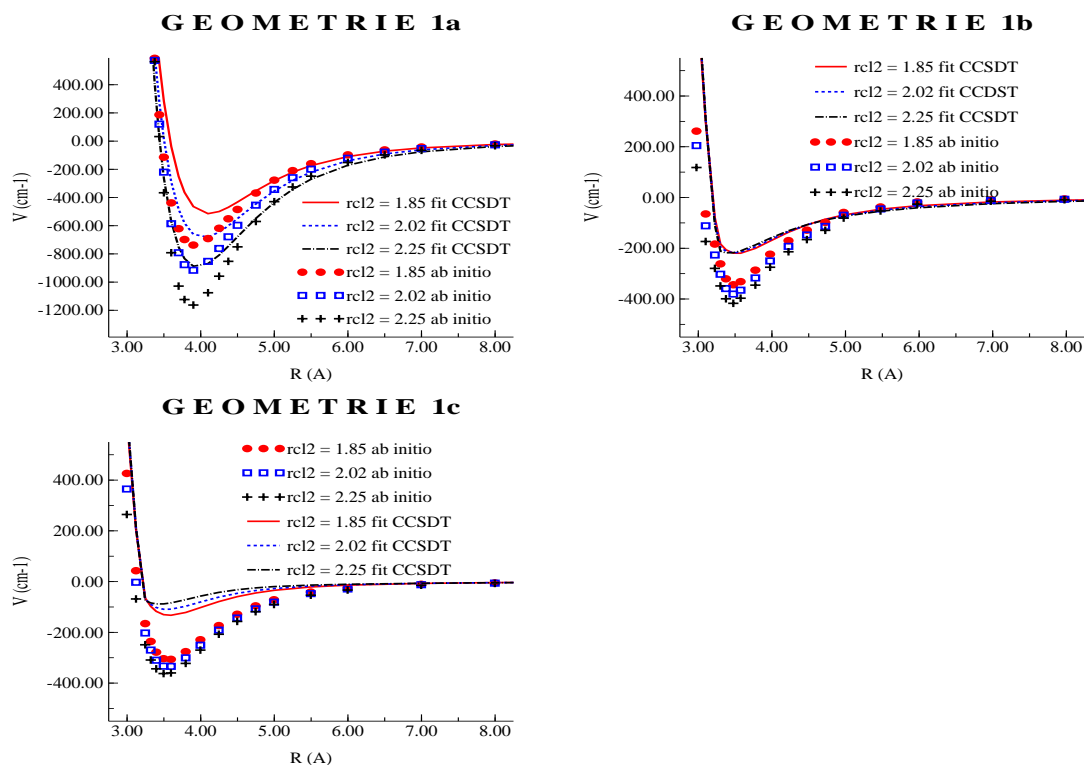 GEOMETRIE 1a
400.00
200.00
0.00
-200.00
-400.00
-600.00
-800.00
-1000.00
-1200.00
V (cm-1)
rcl2 = 1.85 fit CCSDT
rcl2 = 2.02 fit CCSDT
rcl2 = 2.25 fit CCSDT
rcl2 = 1.85 ab initio
rcl2 = 2.02 ab initio
rcl2 = 2.25 ab initio
3.00 4.00 5.00 6.00 7.00 8.00
R (A)
GEOMETRIE 1b
400.00
200.00
0.00
-200.00
-400.00
V (cm-1)
rcl2 = 1.85 fit CCSDT
rcl2 = 2.02 fit CCDST
rcl2 = 2.25 fit CCSDT
rcl2 = 1.85 ab initio
rcl2 = 2.02 ab initio
rcl2 = 2.25 ab initio
3.00 4.00 5.00 6.00 7.00 8.00
R (A)
GEOMETRIE 1c
400.00
200.00
0.00
-200.00
-400.00
V (cm-1)
rcl2 = 1.85 ab initio
rcl2 = 2.02 ab initio
rcl2 = 2.25 ab initio
rcl2 = 1.85 fit CCSDT
rcl2 = 2.02 fit CCSDT
rcl2 = 2.25 fit CCSDT
3.00 4.00 5.00 6.00 7.00 8.00
R (A)